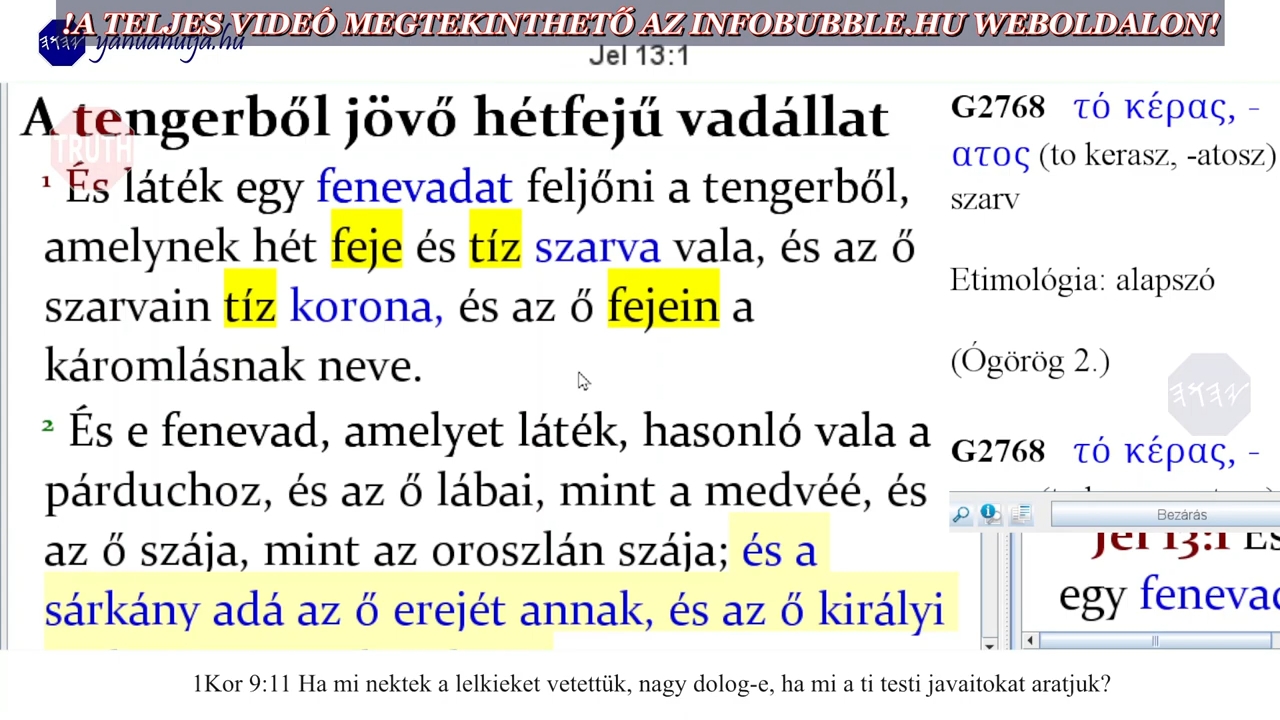 !A TELJES VIDEÓ MEGTEKINTHETŐ AZ INFOBUBBLE.HU WEBOLDALON!
yahuahutja.hu
Jel 13:1
A tengerből jövő hétfejű vadállat
TRUTH
1 És láték egy fenevadat feljőni a tengerből,
amelynek hét feje és tíz szarva vala, és az ő
szarvain tíz korona, és az ő fejein a
káromlásnak neve.
2 És e fenevad, amelyet láték, hasonló vala a
párduchoz, és az ő lábai, mint a medvéé, és
az ő szája, mint az oroszlán szája; és a
sárkány adá az ő erejét annak, és az ő királyi
G2768 τό κέρας, -
ατος (to kerasz, -atosz)
szarv
Etimológia: alapszó
(Ógörög 2.)
G2768 τό κέρας, -
Bezárás
Jel 13:1 És
egy fenevad
1Kor 9:11 Ha mi nektek a lelkieket vetettük, nagy dolog-e, ha mi a ti testi javaitokat aratjuk?